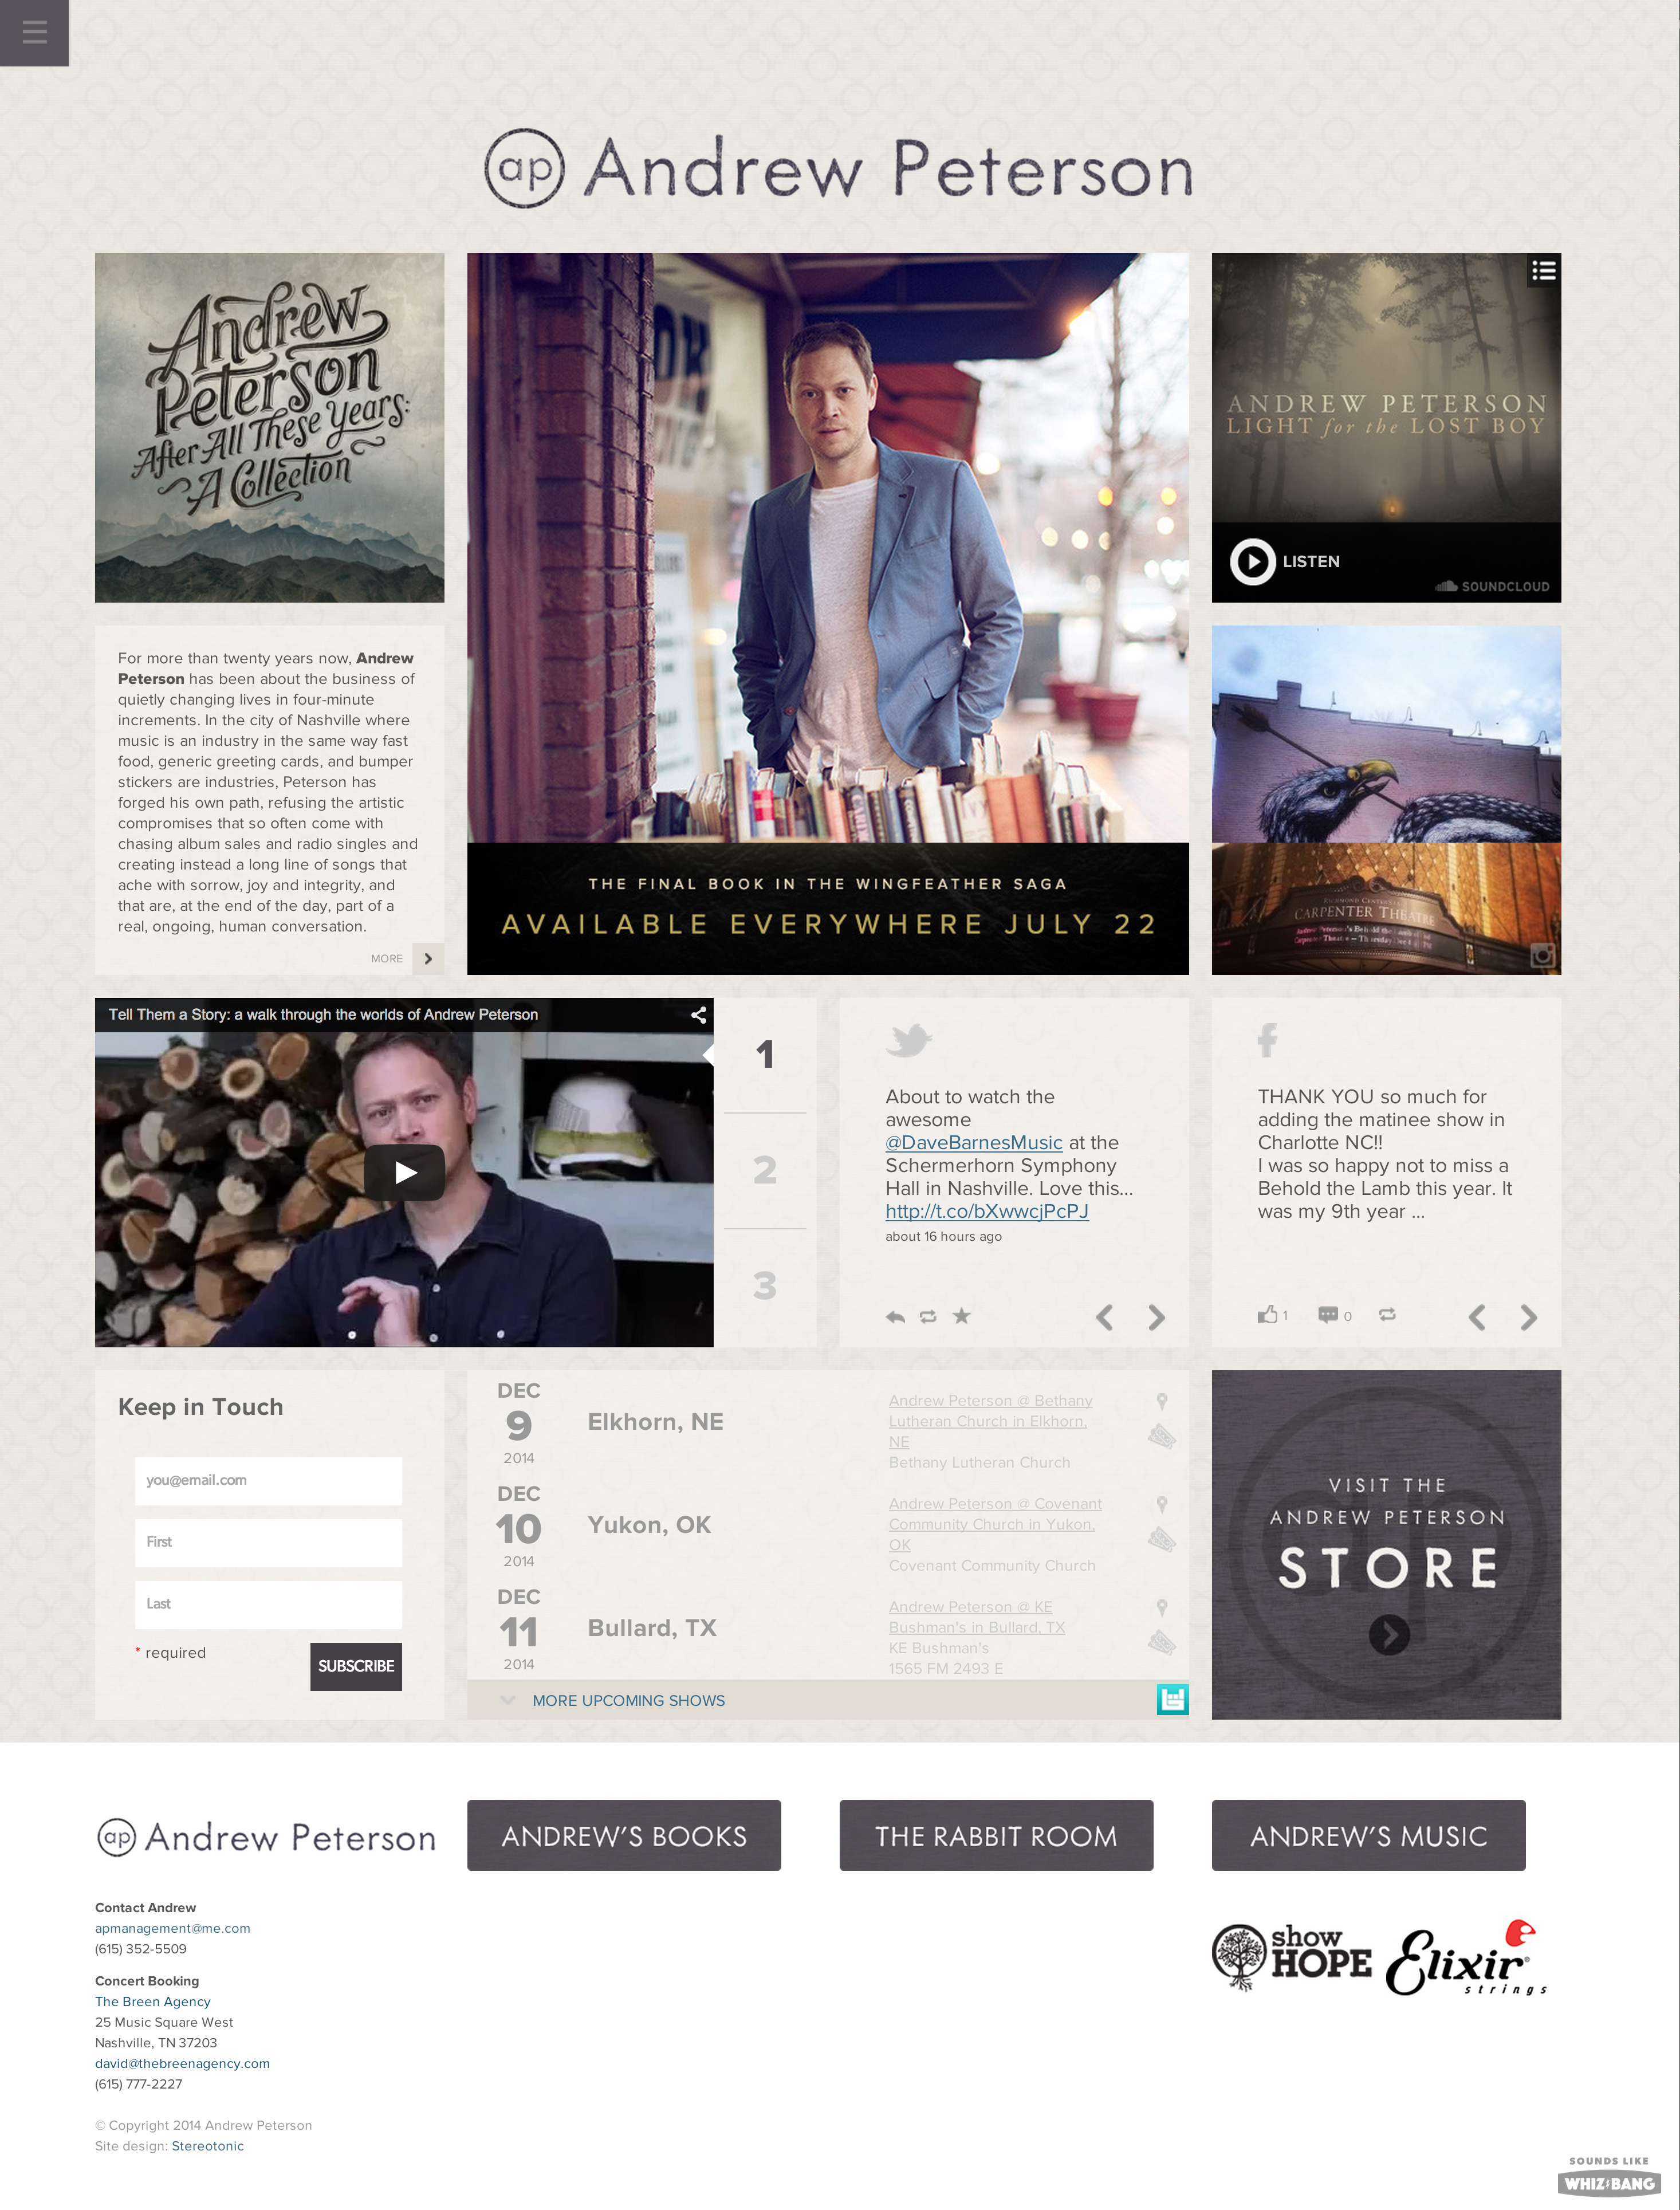 ap Andrew Peterson
Andrew
Peterson
After All These Years:
A Collection
ANDREW PETERSON
LIGHT for the LOST BOY
LISTEN
SOUNDCLOUD
For more than twenty years now, Andrew
Peterson has been about the business of
quietly changing lives in four-minute
increments. In the city of Nashville where
music is an industry in the same way fast
food, generic greeting cards, and bumper
stickers are industries, Peterson has
forged his own path, refusing the artistic
compromises that so often come with
chasing album sales and radio singles and
creating instead a long line of songs that
ache with sorrow, joy and integrity, and
that are, at the end of the day, part of a
real, ongoing, human conversation.
MORE
THE FINAL BOOK IN THE WINGFEATHER SAGA
AVAILABLE EVERYWHERE JULY 22
RICHMOND CENTERSTAGE
CARPENTER THEATRE
Tell Them a Story: a walk through the worlds of Andrew Peterson
1
2
3
About to watch the
awesome
@DaveBarnesMusic at the
Schermerhorn Symphony
Hall in Nashville. Love this...
http://t.co/bXwwcjPcPJ
about 16 hours ago
THANK YOU so much for
adding the matinee show in
Charlotte NC!!
I was so happy not to miss a
Behold the Lamb this year. It
was my 9th year ...
1
0
Keep in Touch
you@email.com
First
Last
* required
SUBSCRIBE
DEC
9
2014
Elkhorn, NE
Andrew Peterson @ Bethany
Lutheran Church in Elkhorn,
NE
Bethany Lutheran Church
DEC
10
2014
Yukon, OK
Andrew Peterson @ Covenant
Community Church in Yukon,
OK
Covenant Community Church
DEC
11
2014
Bullard, TX
Andrew Peterson @ KE
Bushman's in Bullard, TX
KE Bushman's
1565 FM 2493 E
MORE UPCOMING SHOWS
VISIT THE
ANDREW PETERSON
STORE
ap Andrew Peterson
ANDREW'S BOOKS
THE RABBIT ROOM
ANDREW'S MUSIC
Contact Andrew
apmanagement@me.com
(615) 352-5509
Concert Booking
The Breen Agency
25 Music Square West
Nashville, TN 37203
david@thebreenagency.com
(615) 777-2227
show
HOPE
Elixir®
strings
© Copyright 2014 Andrew Peterson
Site design: Stereotonic
SOUNDS LIKE
WHIZ BANG